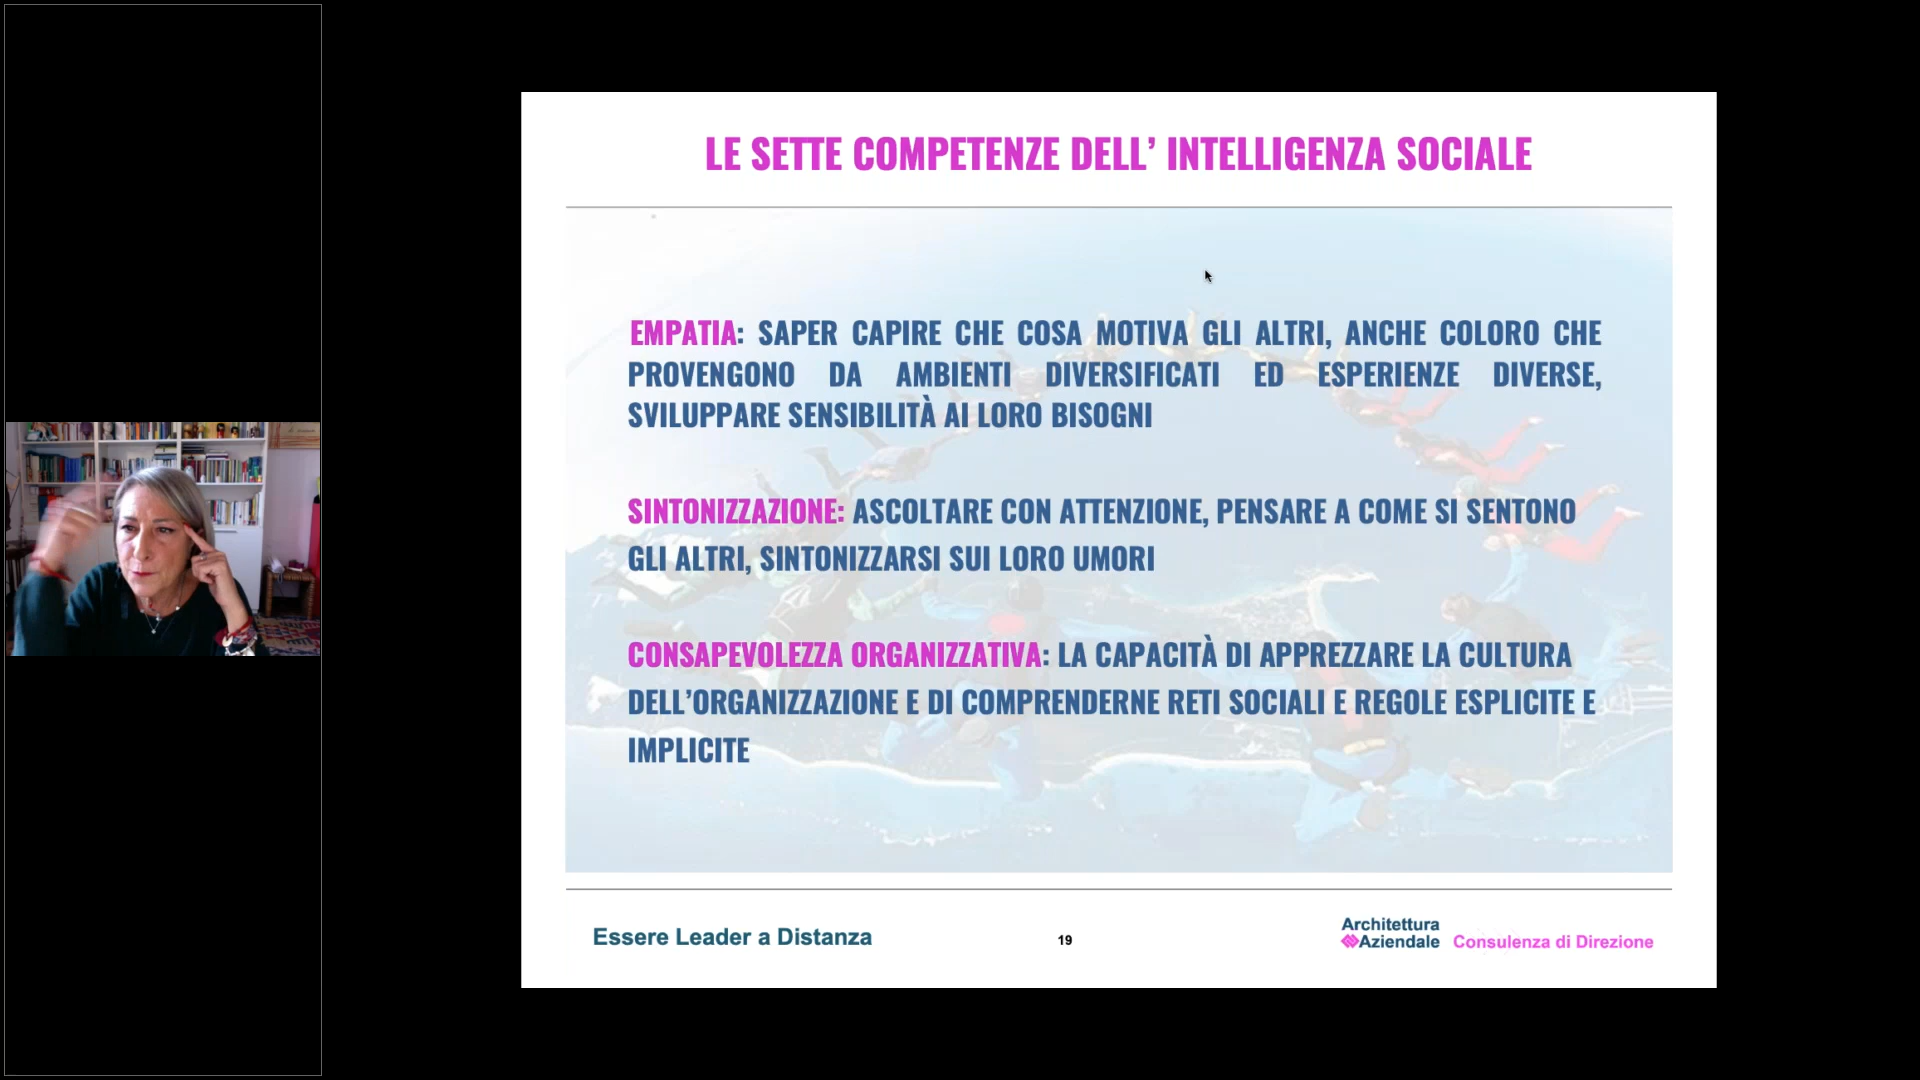 LE SETTE COMPETENZE DELL’ INTELLIGENZA SOCIALE
EMPATIA: SAPER CAPIRE CHE COSA MOTIVA GLI ALTRI, ANCHE COLORO CHE
PROVENGONO DA AMBIENTI DIVERSIFICATI ED ESPERIENZE DIVERSE,
SVILUPPARE SENSIBILITÀ AI LORO BISOGNI
SINTONIZZAZIONE: ASCOLTARE CON ATTENZIONE, PENSARE A COME SI SENTONO
GLI ALTRI, SINTONIZZARSI SUI LORO UMORI
CONSAPEVOLEZZA ORGANIZZATIVA: LA CAPACITÀ DI APPREZZARE LA CULTURA
DELL’ORGANIZZAZIONE E DI COMPRENDERNE RETI SOCIALI E REGOLE ESPLICITE E
IMPLICITE
Essere Leader a Distanza
19
Architettura
Aziendale Consulenza di Direzione